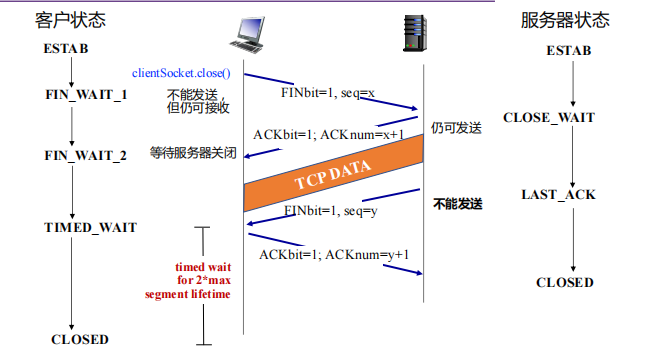 客户状态
服务器状态
ESTAB
ESTAB
clientSocket.close()
FIN_WAIT_1
不能发送，
但仍可接收
FINbit=1, seq=x
CLOSE_WAIT
仍可发送
ACKbit=1; ACKnum=x+1
FIN_WAIT_2
等待服务器关闭
TCP DATA
LAST_ACK
不能发送
FINbit=1, seq=y
TIMED_WAIT
ACKbit=1; ACKnum=y+1
timed wait
for 2*max
segment lifetime
CLOSED
CLOSED